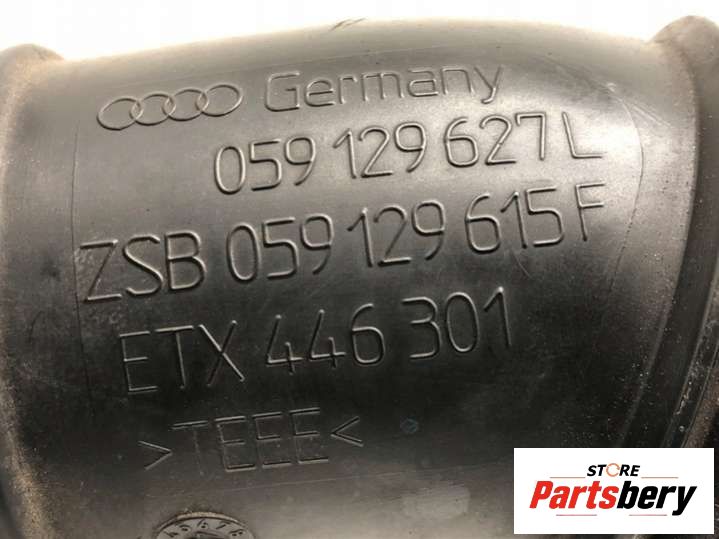 Germany
059 129 627 L
ZSB 059 129 615 F
ETX 446 301
>TEEE<
STORE
Partsbery